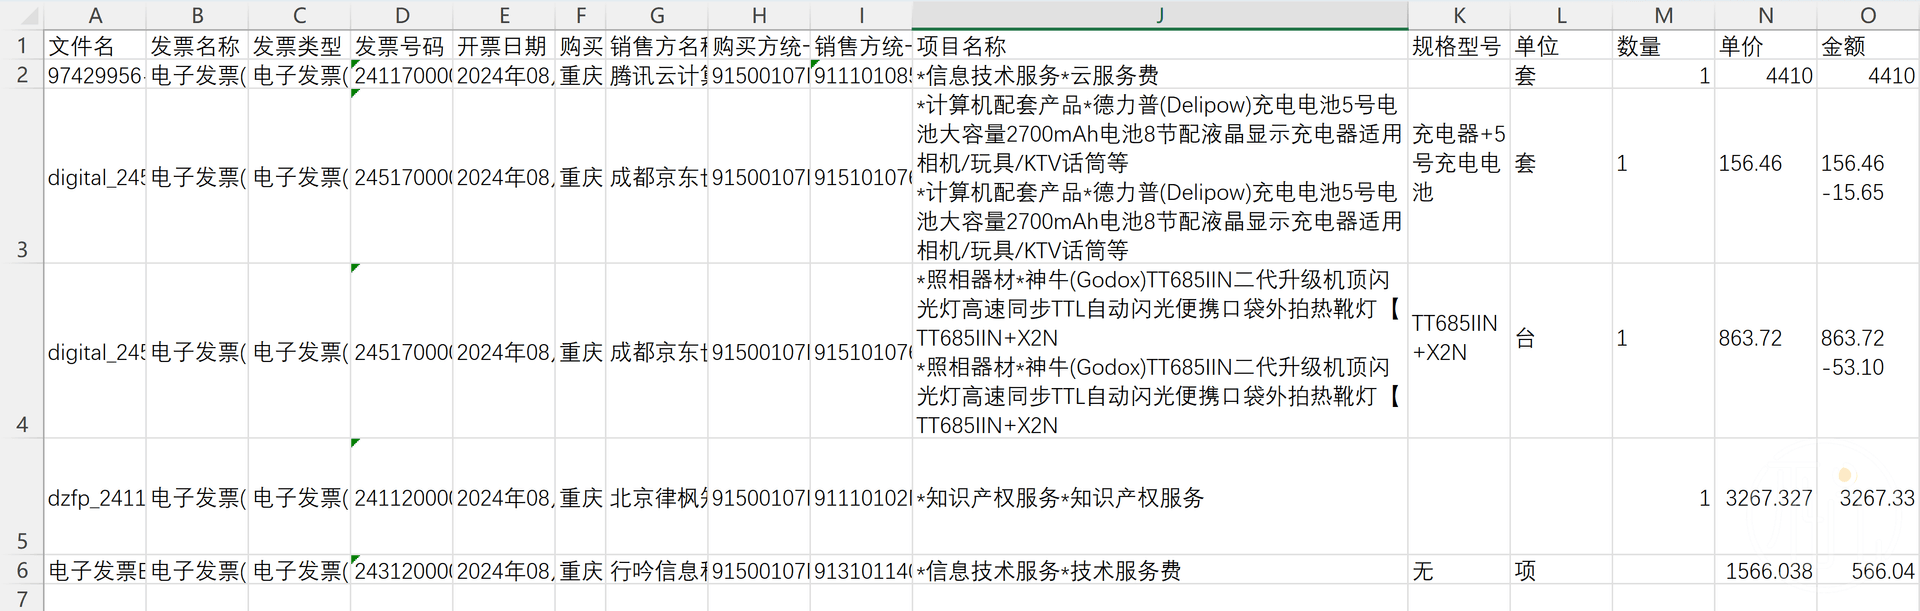 A B C D E F G H I J K L M N O
1 文件名 发票名称 发票类型 发票号码 开票日期 购买 销售方名称 购买方统一 销售方统一 项目名称 规格型号 单位 数量 单价 金额
2 97429956- 电子发票( 电子发票( 241170000 2024年08 重庆 腾讯云计算 91500107 911101085 *信息技术服务*云服务费 套 1 4410 4410
*计算机配套产品*德力普(Delipow)充电电池5号电
池大容量2700mAh电池8节配液晶显示充电器适用
相机/玩具/KTV话筒等
*计算机配套产品*德力普(Delipow)充电电池5号电
池大容量2700mAh电池8节配液晶显示充电器适用
相机/玩具/KTV话筒等
充电器+5
号充电电
池
3 digital_245 电子发票( 电子发票( 245170000 2024年08 重庆 成都京东世 91500107 915101076 套 1 156.46 156.46
-15.65
*照相器材*神牛(Godox)TT685IIN二代升级机顶闪
光灯高速同步TTL自动闪光便携口袋外拍热靴灯【
TT685IIN+X2N
*照相器材*神牛(Godox)TT685IIN二代升级机顶闪
光灯高速同步TTL自动闪光便携口袋外拍热靴灯【
TT685IIN+X2N
TT685IIN
+X2N
4 digital_245 电子发票( 电子发票( 245170000 2024年08 重庆 成都京东世 91500107 915101076 台 1 863.72 863.72
-53.10
5 dzfp_2411 电子发票( 电子发票( 241120000 2024年08 重庆 北京律枫知 91500107 91110102 *知识产权服务*知识产权服务 1 3267.327 3267.33
6 电子发票 电子发票( 电子发票( 243120000 2024年08 重庆 行吟信息科 91500107 913101140 *信息技术服务*技术服务费 无 项 1566.038 566.04
7